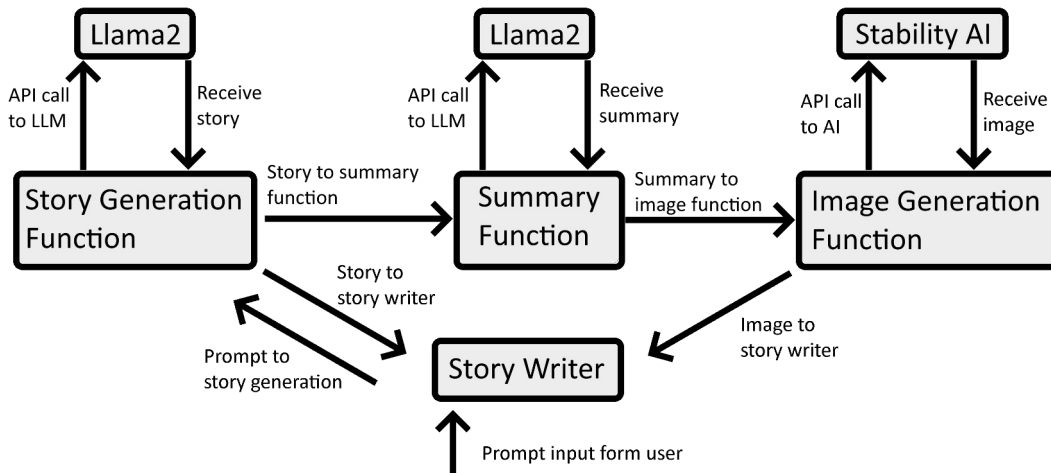 Llama2
Llama2
Stability AI
API call
to LLM
Receive
story
API call
to LLM
Receive
summary
API call
to AI
Receive
image
Story Generation
Function
Story to summary
function
Summary
Function
Summary to
image function
Image Generation
Function
Story to
story writer
Prompt to
story generation
Story Writer
Image to
story writer
Prompt input form user